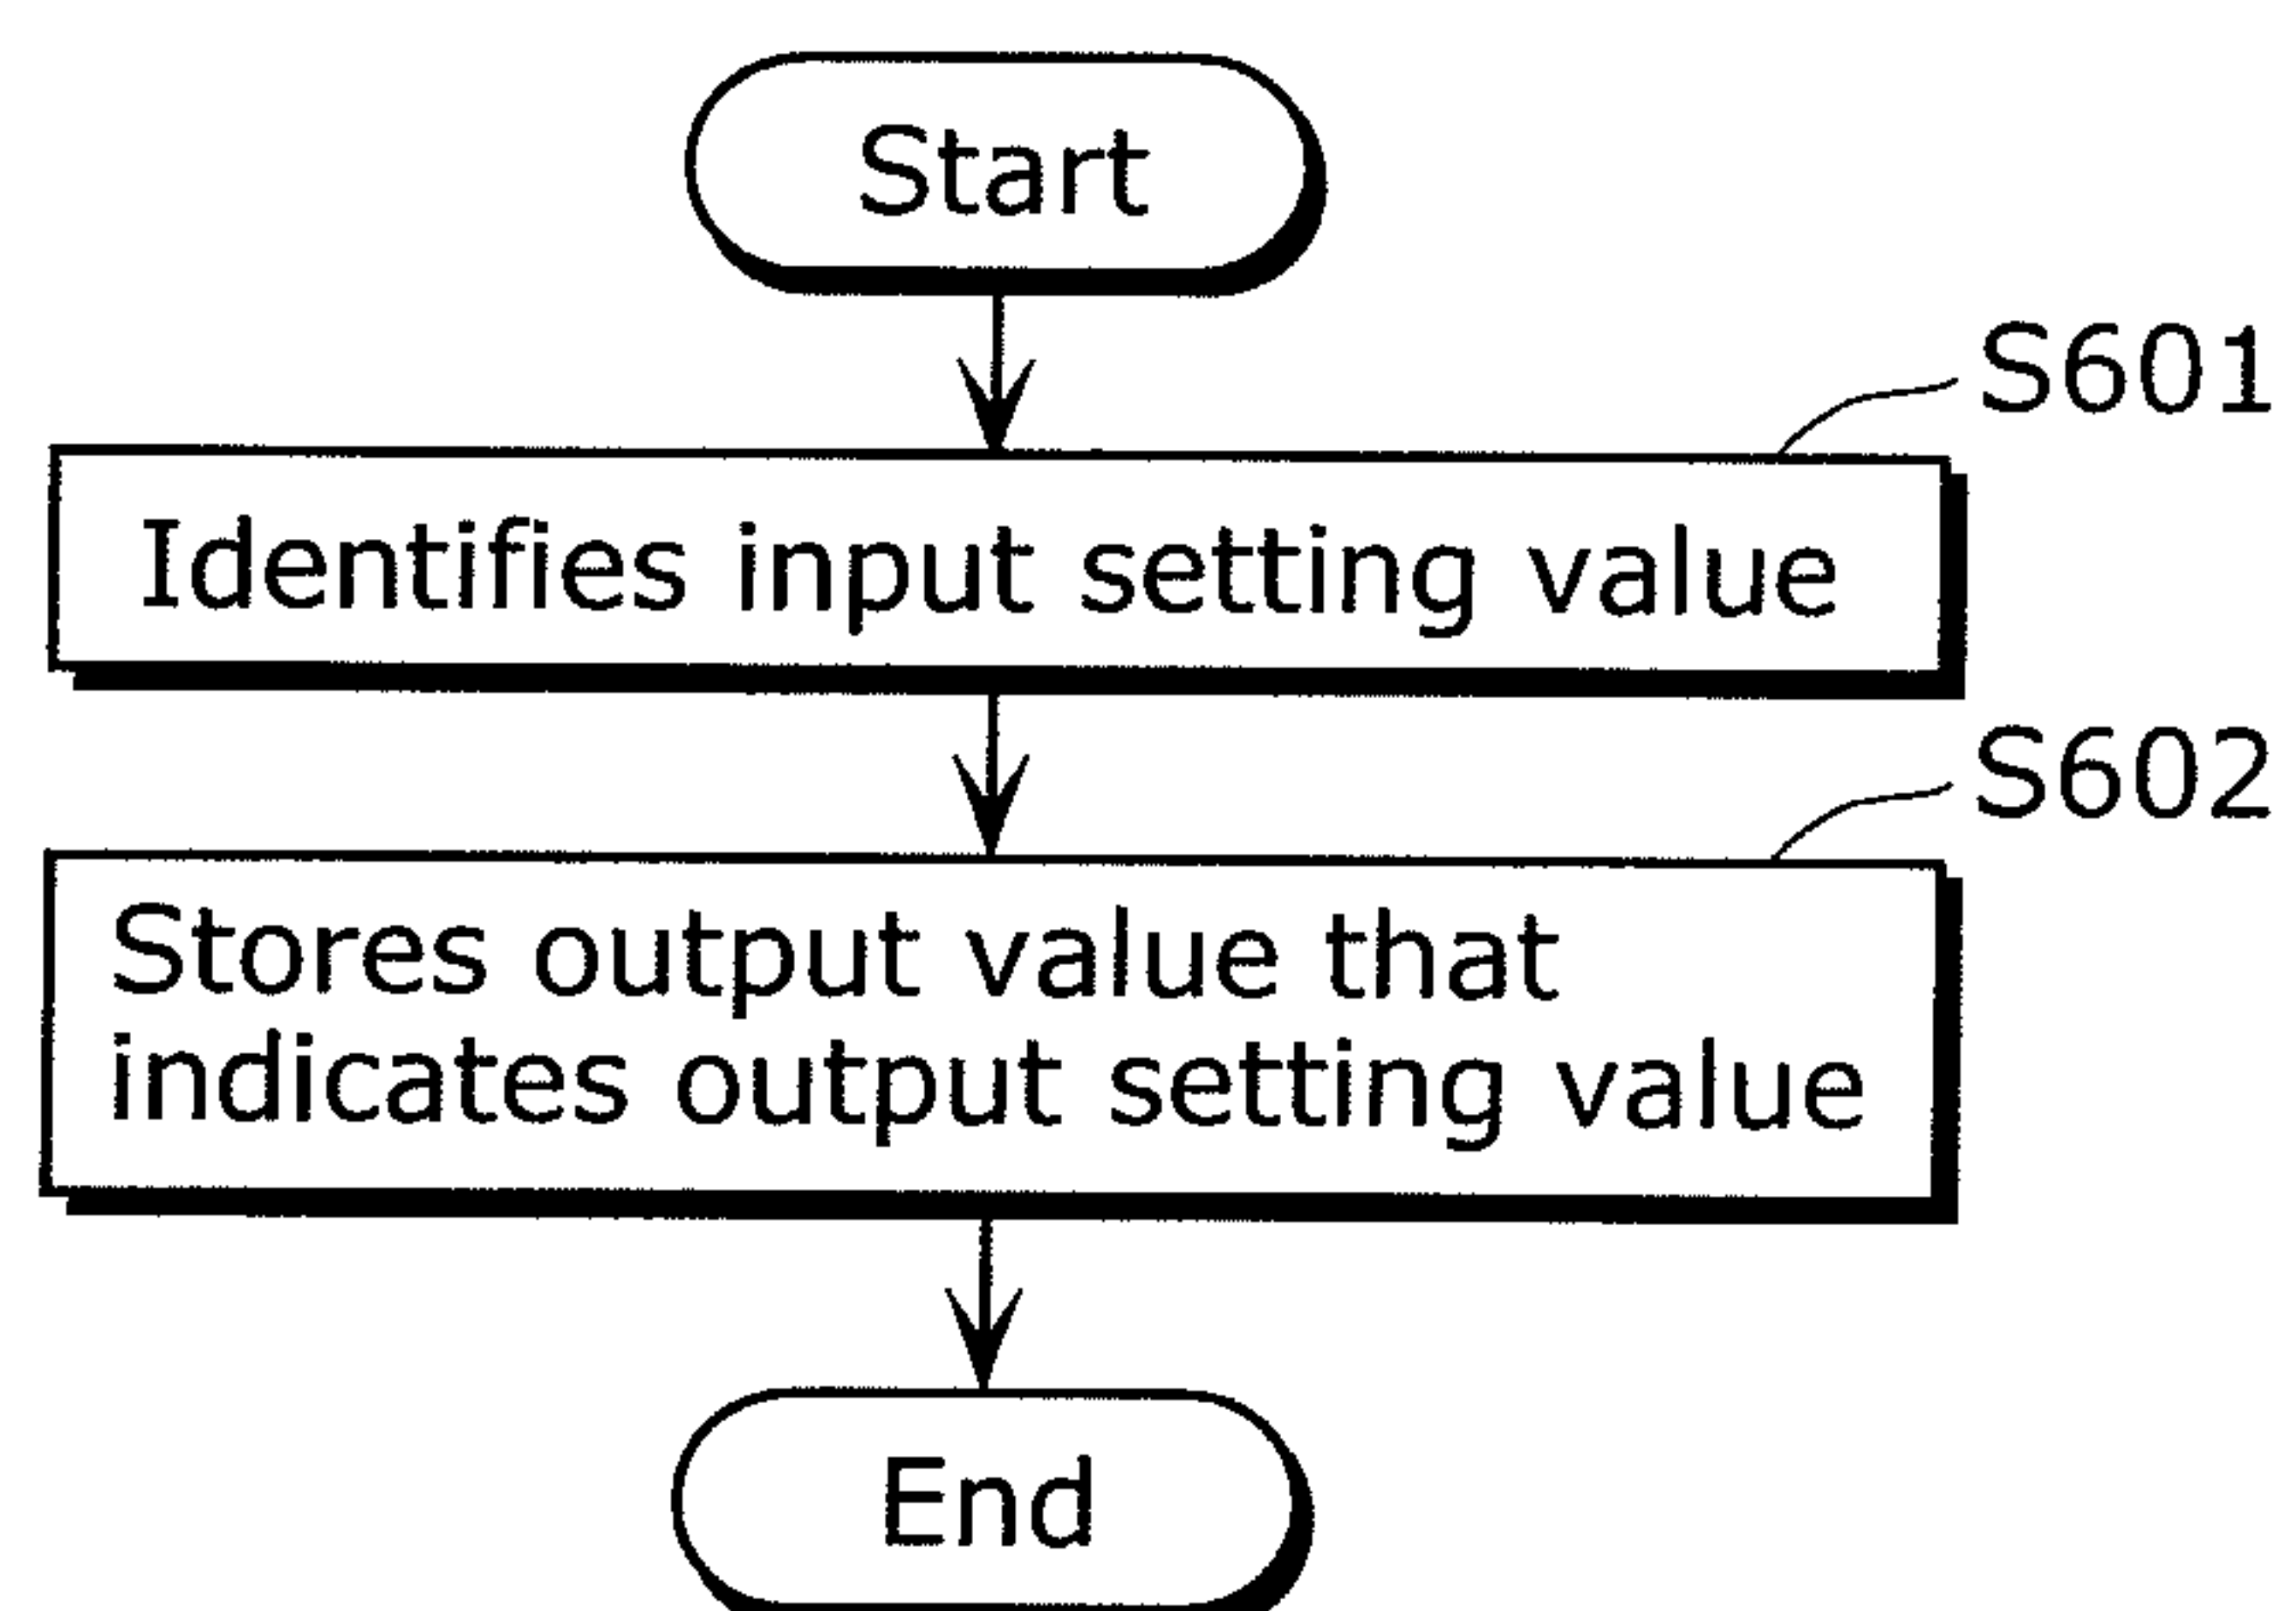 Start
S601
Identifies input setting value
S602
Stores output value that
indicates output setting value
End